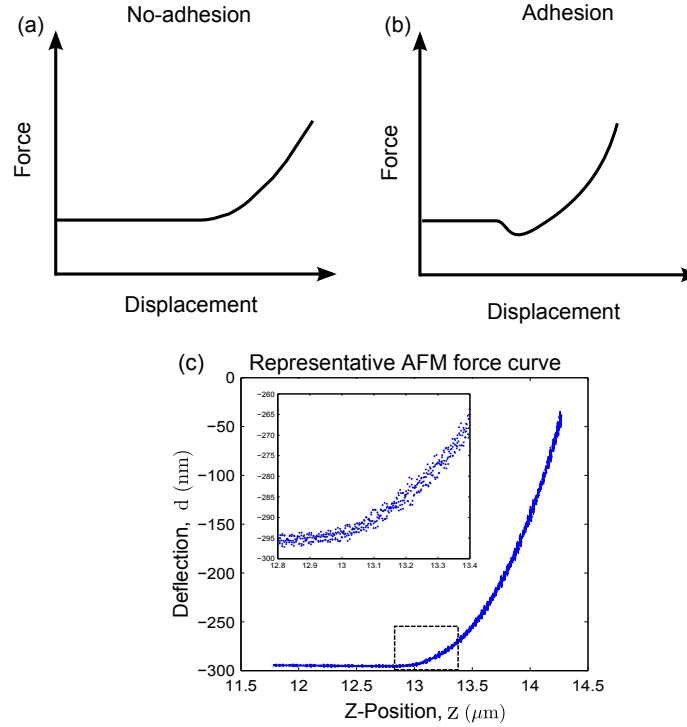 (a) No-adhesion
(b) Adhesion
Force
Force
Displacement
Displacement
(c) Representative AFM force curve
0
−50
−100
−150
−200
−250
−300
Deflection, d (nm)
−260
−265
−270
−275
−280
−285
−290
−295
−300
12.8 12.9 13 13.1 13.2 13.3 13.4
11.5 12 12.5 13 13.5 14 14.5
Z-Position, z (μm)